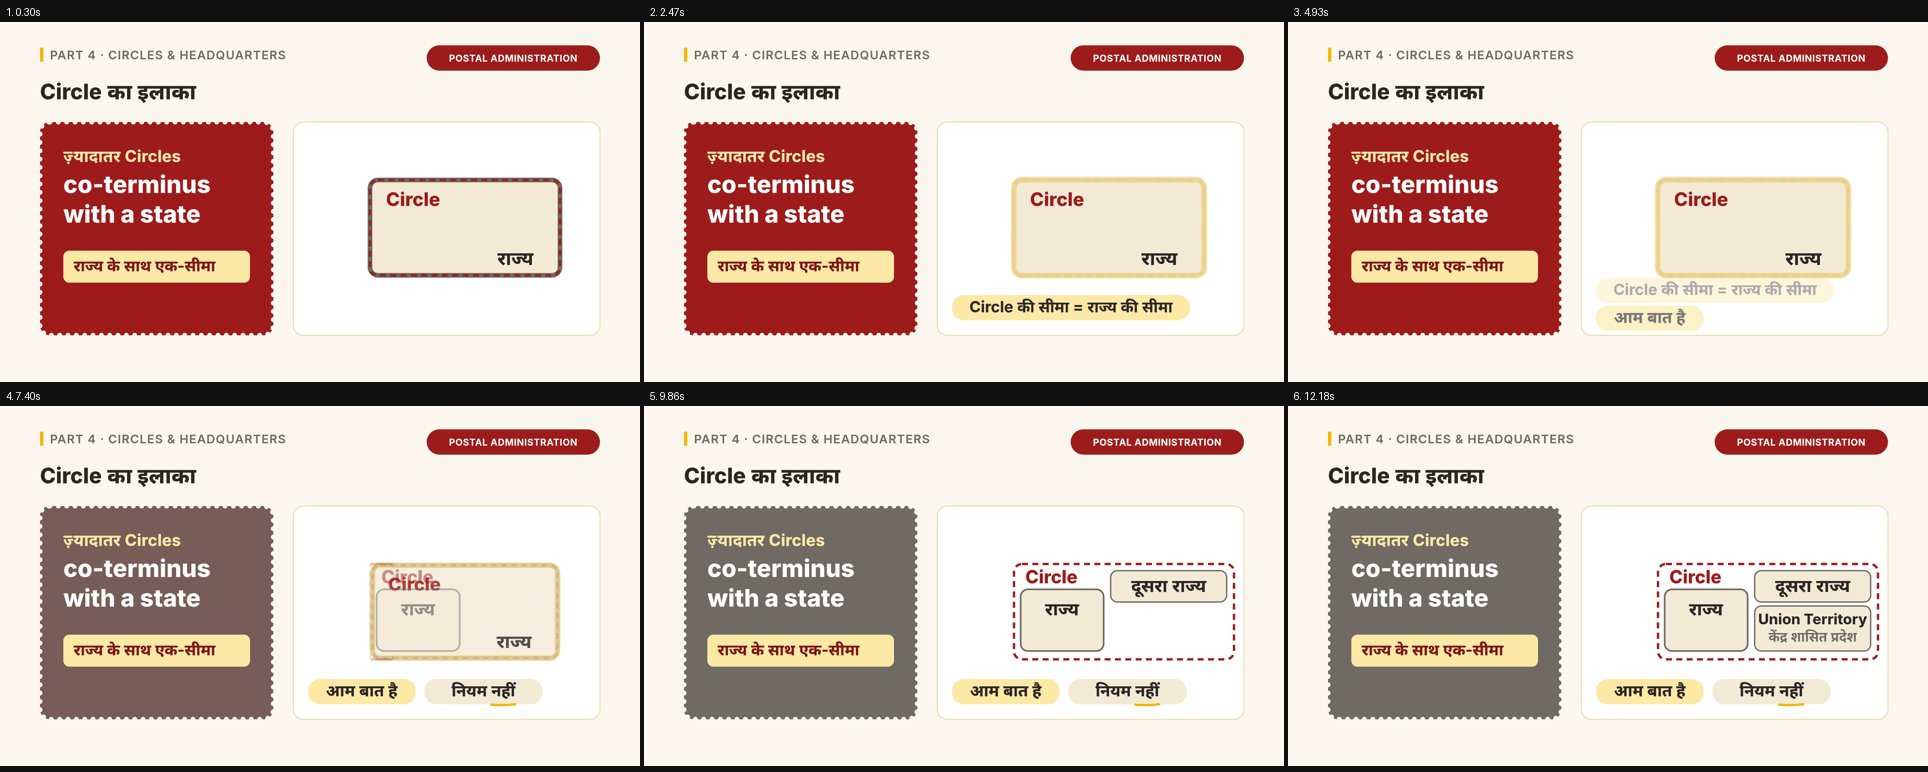 1. 0.30s
PART 4 · CIRCLES & HEADQUARTERS
POSTAL ADMINISTRATION
Circle का इलाका
ज़्यादातर Circles
co-terminus
with a state
राज्य के साथ एक-सीमा
Circle
राज्य
2. 2.47s
PART 4 · CIRCLES & HEADQUARTERS
POSTAL ADMINISTRATION
Circle का इलाका
ज़्यादातर Circles
co-terminus
with a state
राज्य के साथ एक-सीमा
Circle
राज्य
Circle की सीमा = राज्य की सीमा
3. 4.93s
PART 4 · CIRCLES & HEADQUARTERS
POSTAL ADMINISTRATION
Circle का इलाका
ज़्यादातर Circles
co-terminus
with a state
राज्य के साथ एक-सीमा
Circle
राज्य
Circle की सीमा = राज्य की सीमा
आम बात है
4. 7.40s
PART 4 · CIRCLES & HEADQUARTERS
POSTAL ADMINISTRATION
Circle का इलाका
ज़्यादातर Circles
co-terminus
with a state
राज्य के साथ एक-सीमा
Circle
Circle
राज्य
राज्य
आम बात है
नियम नहीं
5. 9.86s
PART 4 · CIRCLES & HEADQUARTERS
POSTAL ADMINISTRATION
Circle का इलाका
ज़्यादातर Circles
co-terminus
with a state
राज्य के साथ एक-सीमा
Circle
दूसरा राज्य
राज्य
आम बात है
नियम नहीं
6. 12.18s
PART 4 · CIRCLES & HEADQUARTERS
POSTAL ADMINISTRATION
Circle का इलाका
ज़्यादातर Circles
co-terminus
with a state
राज्य के साथ एक-सीमा
Circle
दूसरा राज्य
राज्य
Union Territory
केंद्र शासित प्रदेश
आम बात है
नियम नहीं